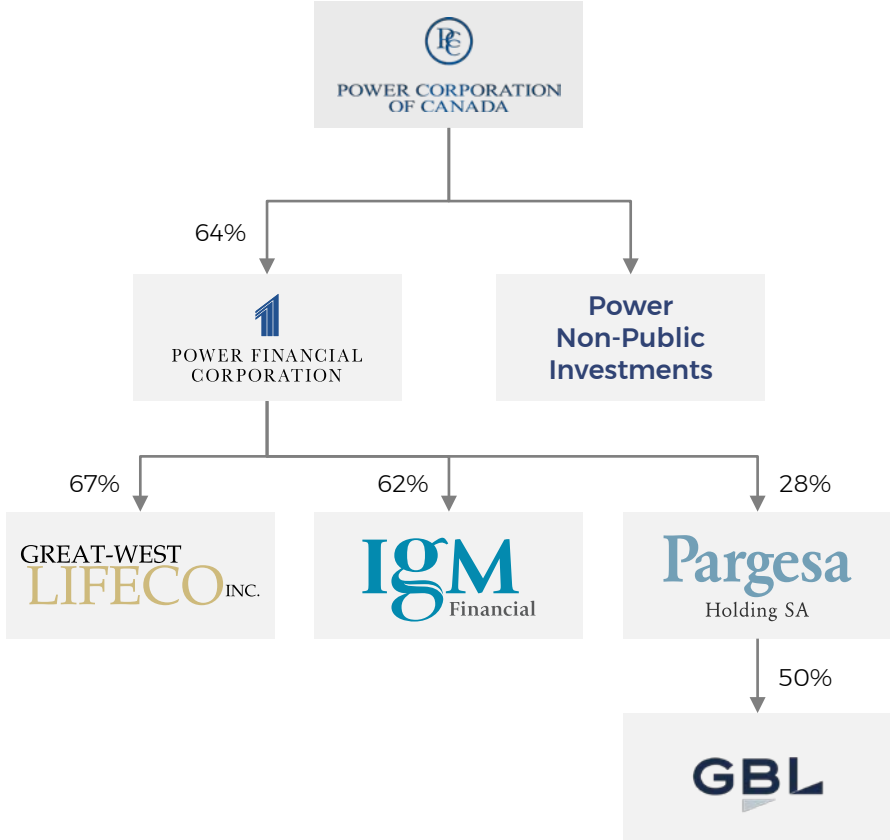 PCC
POWER CORPORATION
OF CANADA
64%
POWER FINANCIAL
CORPORATION
Power
Non-Public
Investments
67%
62%
28%
GREAT-WEST
LIFECO INC.
IGM
Financial
Pargesa
Holding SA
50%
GBL